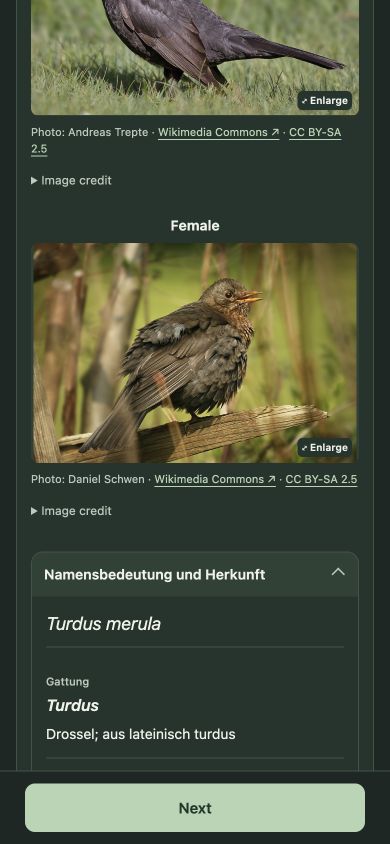 Enlarge
Photo: Andreas Trepte · Wikimedia Commons ↗ · CC BY-SA
2.5
Image credit
Female
Enlarge
Photo: Daniel Schwen · Wikimedia Commons ↗ · CC BY-SA 2.5
Image credit
Namensbedeutung und Herkunft
Turdus merula
Gattung
Turdus
Drossel; aus lateinisch turdus
Next